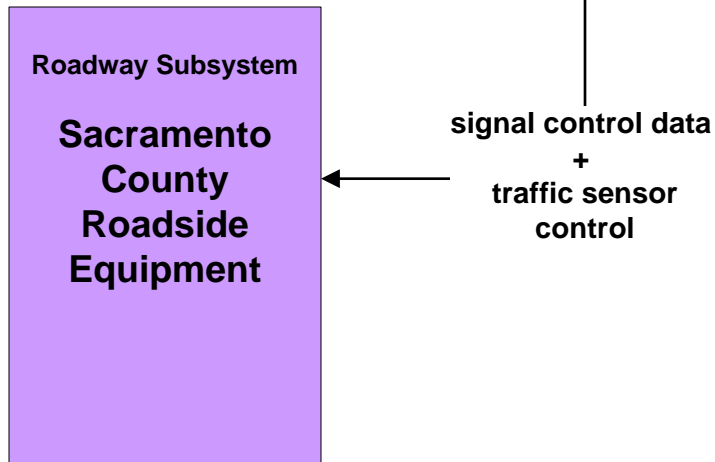 Roadway Subsystem
Sacramento
County
Roadside
Equipment
signal control data
+
traffic sensor
control